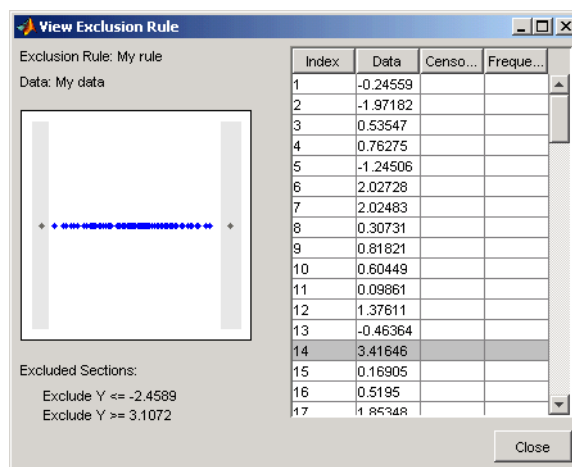 View Exclusion Rule
Exclusion Rule: My rule
Data: My data
Index Data Censo... Freque...
1 -0.24559
2 -1.97182
3 0.53547
4 0.76275
5 -1.24506
6 2.02728
7 2.02483
8 0.30731
9 0.81821
10 0.60449
11 0.09861
12 1.37611
13 -0.46364
14 3.41646
15 0.16905
16 0.5195
17 1.85348
Excluded Sections:
Exclude Y <= -2.4589
Exclude Y >= 3.1072
Close